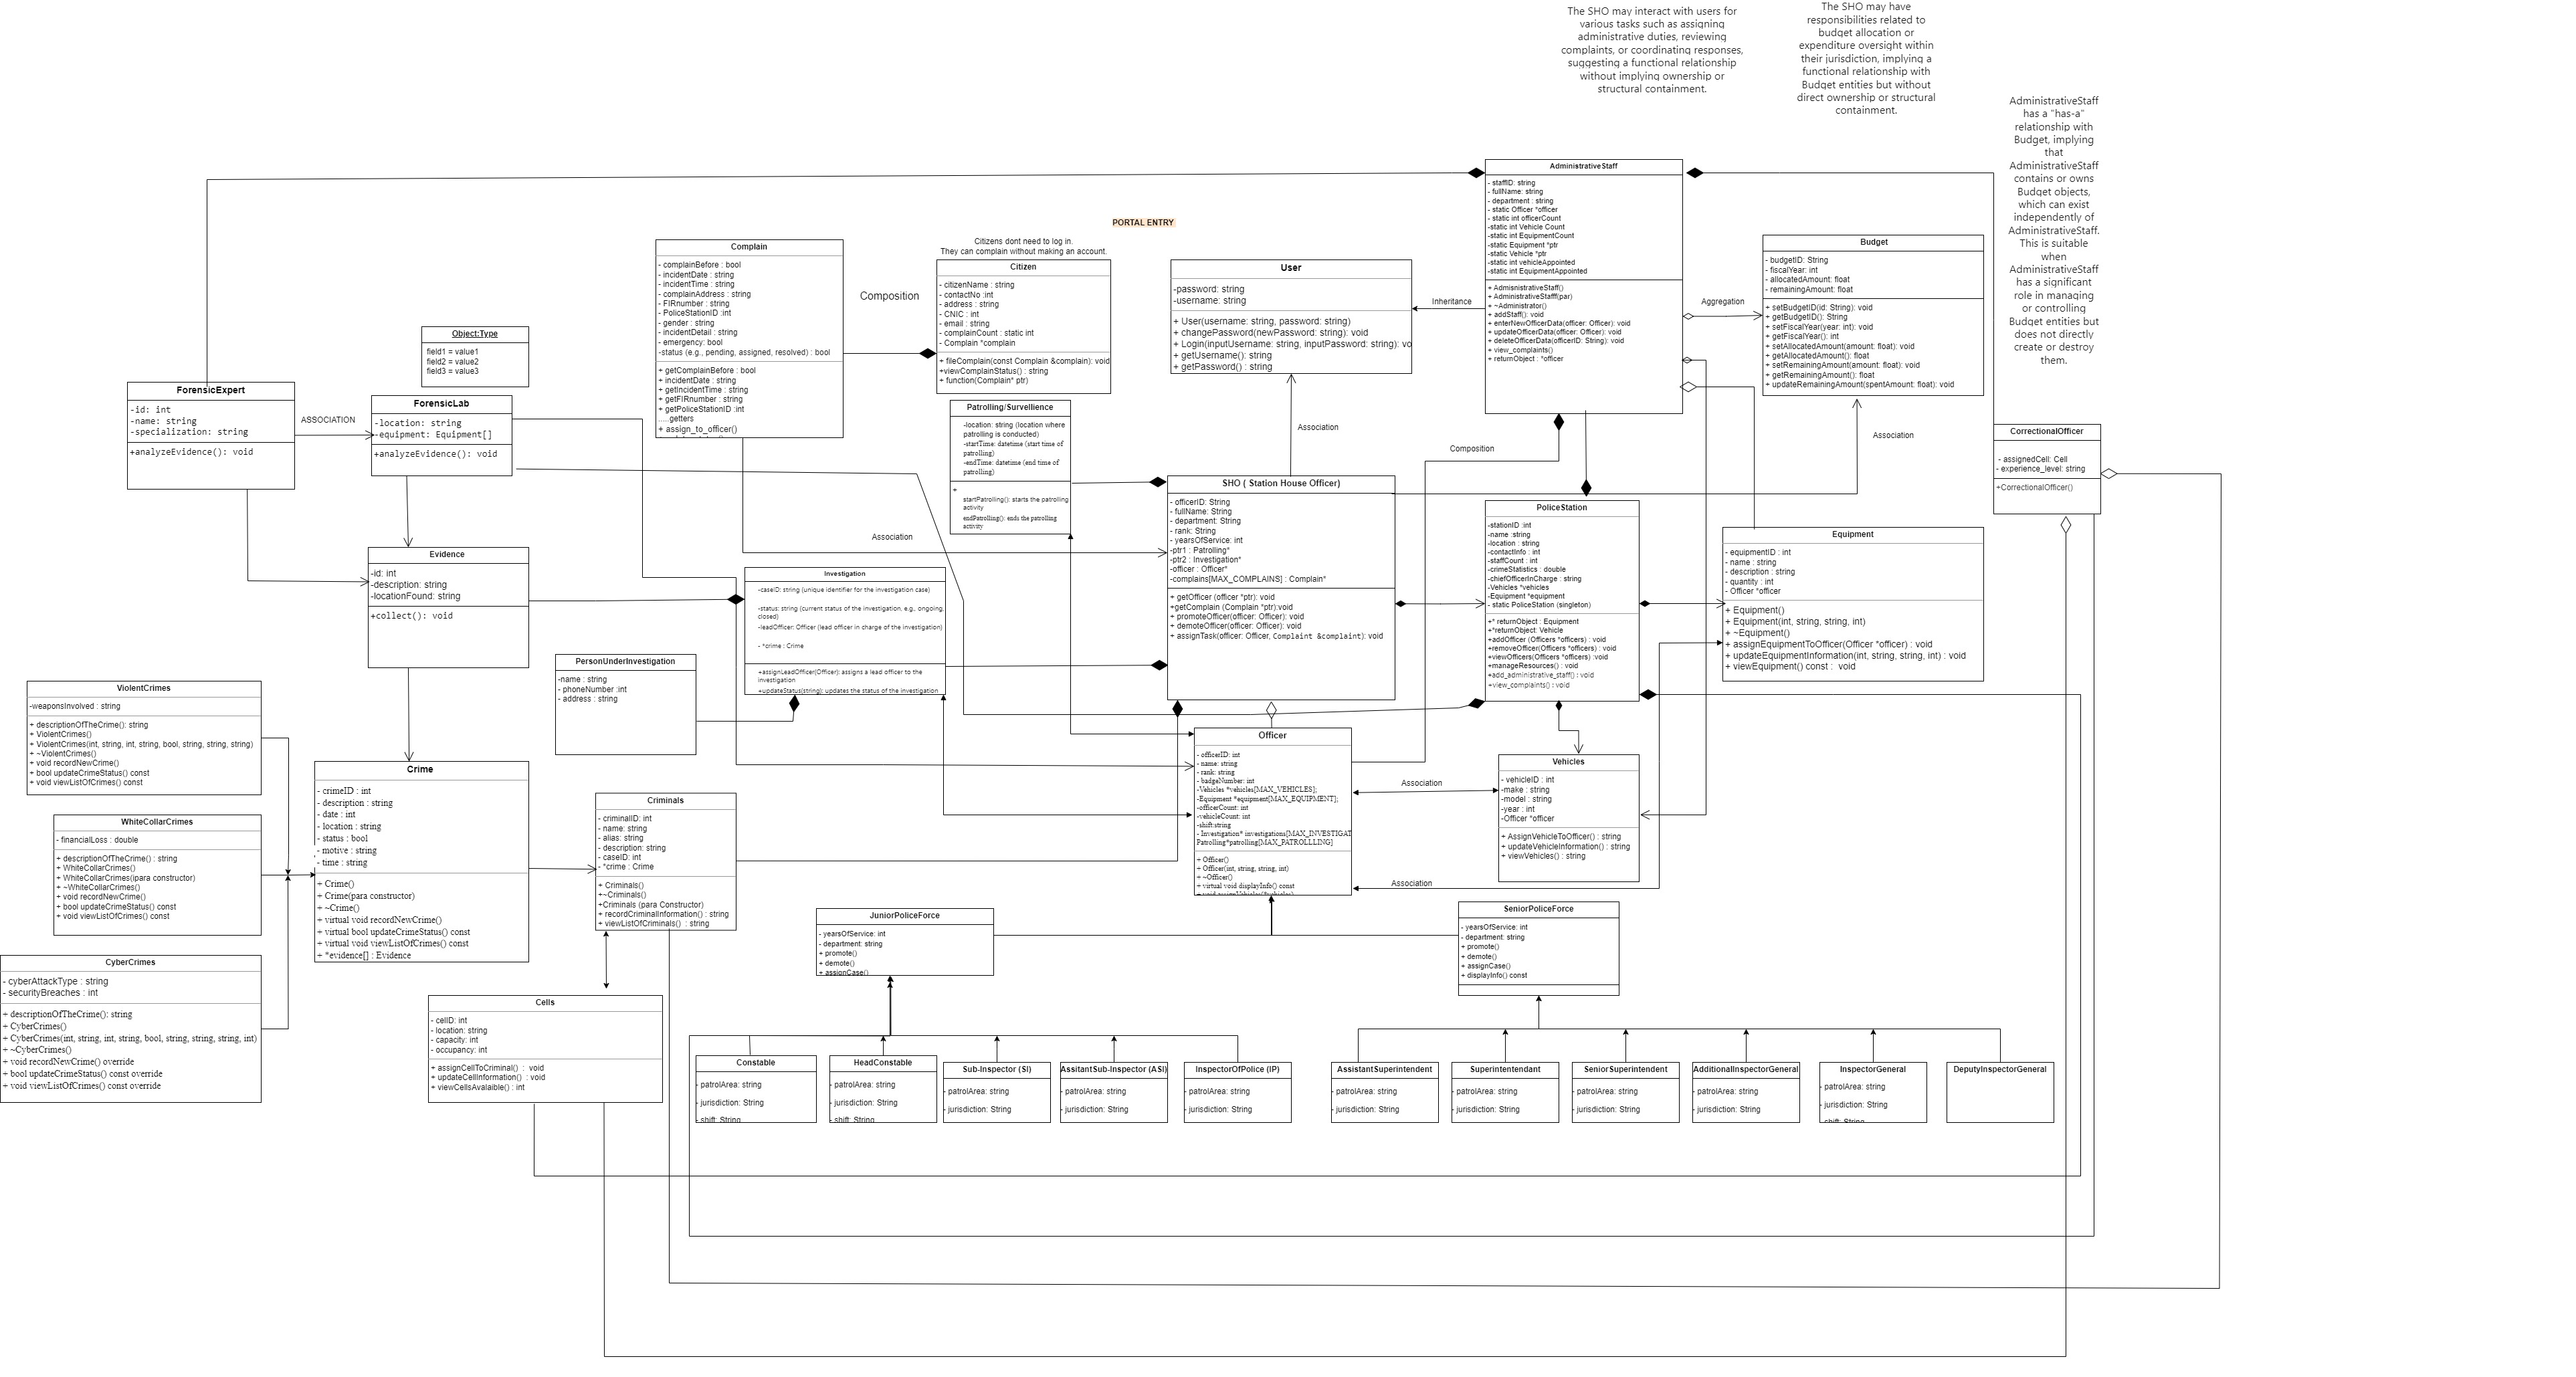 The SHO may interact with users for
various tasks such as assigning
administrative duties, reviewing
complaints, or coordinating responses,
suggesting a functional relationship
without implying ownership or
structural containment.
The SHO may have
responsibilities related to
budget allocation or
expenditure oversight within
their jurisdiction, implying a
functional relationship with
Budget entities but without
direct ownership or structural
containment.
AdministrativeStaff
has a "has-a"
relationship with
Budget, implying
that
AdministrativeStaff
contains or owns
Budget objects,
which can exist
independently of
AdministrativeStaff.
This is suitable
when
AdministrativeStaff
has a significant
role in managing
or controlling
Budget entities but
does not directly
create or destroy
them.
AdministrativeStaff
- staffID: string
- fullName: string
- department : string
- static Officer *officer
- static int officerCount
-static int Vehicle Count
-static int EquipmentCount
-static Equipment *ptr
-static Vehicle *ptr
-static int vehicleAppointed
-static int EquipmentAppointed
+ AdmisnistiveStaff()
+ AdministrativeStafff(par)
+ ~Administrator()
+ addStaff(): void
+ enterNewOfficerData(officer: Officer): void
+ updateOfficerData(officer: Officer): void
+ deleteOfficerData(officerID: String): void
+ view_complaints()
+ returnObject : *officer
PORTAL ENTRY
Citizens dont need to log in.
They can complain without making an account.
Complain
- complainBefore : bool
- incidentDate : string
- incidentTime : string
- complainAddress : string
- FIRnumber : string
- PoliceStationID :int
- gender : string
- incidentDetail : string
- emergency: bool
-status (e.g., pending, assigned, resolved) : bool
+ getComplainBefore : bool
+ incidentDate : string
+ getIncidentTime : string
+ getFIRnumber : string
+ getPoliceStationID :int
.....getters
+ assign_to_officer()
Composition
Citizen
- citizenName : string
- contactNo :int
- address : string
- CNIC : int
- email : string
- complainCount : static int
- Complain *complain
+ fileComplain(const Complain &complain): void
+viewComplainStatus() : string
+ function(Complain* ptr)
User
-password: string
-username: string
+ User(username: string, password: string)
+ changePassword(newPassword: string): void
+ Login(inputUsername: string, inputPassword: string): vo
+ getUsername(): string
+ getPassword() : string
Inheritance
Aggregation
Budget
- budgetID: String
- fiscalYear: int
- allocatedAmount: float
- remainingAmount: float
+ setBudgetID(id: String): void
+ getBudgetID(): String
+ setFiscalYear(year: int): void
+ getFiscalYear(): int
+ setAllocatedAmount(amount: float): void
+ getAllocatedAmount(): float
+ setRemainingAmount(amount: float): void
+ getRemainingAmount(): float
+ updateRemainingAmount(spentAmount: float): void
Object:Type
field1 = value1
field2 = value2
field3 = value3
ForensicExpert
-id: int
-name: string
-specialization: string
+analyzeEvidence(): void
ASSOCIATION
ForensicLab
-location: string
-equipment: Equipment[]
+analyzeEvidence(): void
Patrolling/Survellience
-location: string (location where
patrolling is conducted)
-startTime: datetime (start time of
patrolling)
-endTime: datetime (end time of
patrolling)
+
startPatrolling(): starts the patrolling
activity
endPatrolling(): ends the patrolling
activity
Association
Composition
Association
CorrectionalOfficer
- assignedCell: Cell
- experience_level: string
+CorrectionalOfficer()
SHO ( Station House Officer)
- officerID: String
- fullName: String
- department: String
- rank: String
- yearsOfService: int
-ptr1 : Patrolling*
-ptr2 : Investigation*
-officer : Officer*
-complains[MAX_COMPLAINS] : Complain*
+ getOfficer (officer *ptr): void
+getComplain (Complain *ptr):void
+ promoteOfficer(officer: Officer): void
+ demoteOfficer(officer: Officer): void
+ assignTask(officer: Officer, Complaint &complaint): void
PoliceStation
-stationID :int
-name :string
-location : string
-contactInfo : int
-staffCount : int
-crimeStatistics : double
-chiefOfficerInCharge : string
-Vehicles *vehicles
-Equipment *equipment
- static PoliceStation (singleton)
+* returnObject : Equipment
+*returnObject: Vehicle
+addOfficer (Officers *officers) : void
+removeOfficer(Officers *officers) : void
+viewOfficers(Officers *officers) :void
+manageResources() : void
+add_administrative_staff() : void
+view_complaints() : void
Equipment
- equipmentID : int
- name : string
- description : string
- quantity : int
- Officer *officer
+ Equipment()
+ Equipment(int, string, string, int)
+ ~Equipment()
+ assignEquipmentToOfficer(Officer *officer) : void
+ updateEquipmentInformation(int, string, string, int) : void
+ viewEquipment() const :  void
Association
Evidence
-id: int
-description: string
-locationFound: string
+collect(): void
Investigation
-caseID: string (unique identifier for the investigation case)
-status: string (current status of the investigation, e.g., ongoing,
closed)
-leadOfficer: Officer (lead officer in charge of the investigation)
- *crime : Crime
+assignLeadOfficer(Officer): assigns a lead officer to the
investigation
+updateStatus(string): updates the status of the investigation
PersonUnderInvestigation
-name : string
- phoneNumber :int
- address : string
ViolentCrimes
-weaponsInvolved : string
+ descriptionOfTheCrime(): string
+ ViolentCrimes()
+ ViolentCrimes(int, string, int, string, bool, string, string, string)
+ ~ViolentCrimes()
+ void recordNewCrime()
+ bool updateCrimeStatus() const
+ void viewListOfCrimes() const
WhiteCollarCrimes
- financialLoss : double
+ descriptionOfTheCrime() : string
+ WhiteCollarCrimes()
+ WhiteCollarCrimes(ipara constructor)
+ ~WhiteCollarCrimes()
+ void recordNewCrime()
+ bool updateCrimeStatus() const
+ void viewListOfCrimes() const
CyberCrimes
- cyberAttackType : string
- securityBreaches : int
+ descriptionOfTheCrime(): string
+ CyberCrimes()
+ CyberCrimes(int, string, int, string, bool, string, string, string, int)
+ ~CyberCrimes()
+ void recordNewCrime() override
+ bool updateCrimeStatus() const override
+ void viewListOfCrimes() const override
Crime
- crimeID : int
- description : string
- date : int
- location : string
- status : bool
- motive : string
- time : string
+ Crime()
+ Crime(para constructor)
+ ~Crime()
+ virtual void recordNewCrime()
+ virtual bool updateCrimeStatus() const
+ virtual void viewListOfCrimes() const
+ *evidence[] : Evidence
Criminals
- criminalID: int
- name: string
- alias: string
- description: string
- caseID: int
- *crime : Crime
+ Criminals()
+~Criminals()
+Criminals (para Constructor)
+ recordCriminalInformation() : string
+ viewListOfCriminals()  : string
Officer
- officerID: int
- name: string
- rank: string
- badgeNumber: int
-Vehicles *vehicles[MAX_VEHICLES];
-Equipment *equipment[MAX_EQUIPMENT];
-officerCount: int
-vehicleCount: int
-shift:string
- Investigation* investigations[MAX_INVESTIGAT
Patrolling*patrolling[MAX_PATROLLLING]
+ Officer()
+ Officer(int, string, string, int)
+ ~Officer()
+ virtual void displayInfo() const
Association
Vehicles
- vehicleID : int
-make : string
-model : string
-year : int
-Officer *officer
+ AssignVehicleToOfficer() : string
+ updateVehicleInformation() : string
+ viewVehicles() : string
Association
JuniorPoliceForce
- yearsOfService: int
- department: string
+ promote()
+ demote()
+ assignCase()
SeniorPoliceForce
- yearsOfService: int
- department: string
+ promote()
+ demote()
+ assignCase()
+ displayInfo() const
Cells
- cellID: int
- location: string
- capacity: int
- occupancy: int
+ assignCellToCriminal()  :  void
+ updateCellInformation()  : void
+ viewCellsAvalaible() : int
Constable
- patrolArea: string
- jurisdiction: String
- shift: String
HeadConstable
- patrolArea: string
- jurisdiction: String
- shift: String
Sub-Inspector (SI)
- patrolArea: string
- jurisdiction: String
AssitantSub-Inspector (ASI)
- patrolArea: string
- jurisdiction: String
InspectorOfPolice (IP)
- patrolArea: string
- jurisdiction: String
AssistantSuperintendent
- patrolArea: string
- jurisdiction: String
Superintentendant
- patrolArea: string
- jurisdiction: String
SeniorSuperintendent
- patrolArea: string
- jurisdiction: String
AdditionalInspectorGeneral
- patrolArea: string
- jurisdiction: String
InspectorGeneral
- patrolArea: string
- jurisdiction: String
- shift: String
DeputyInspectorGeneral